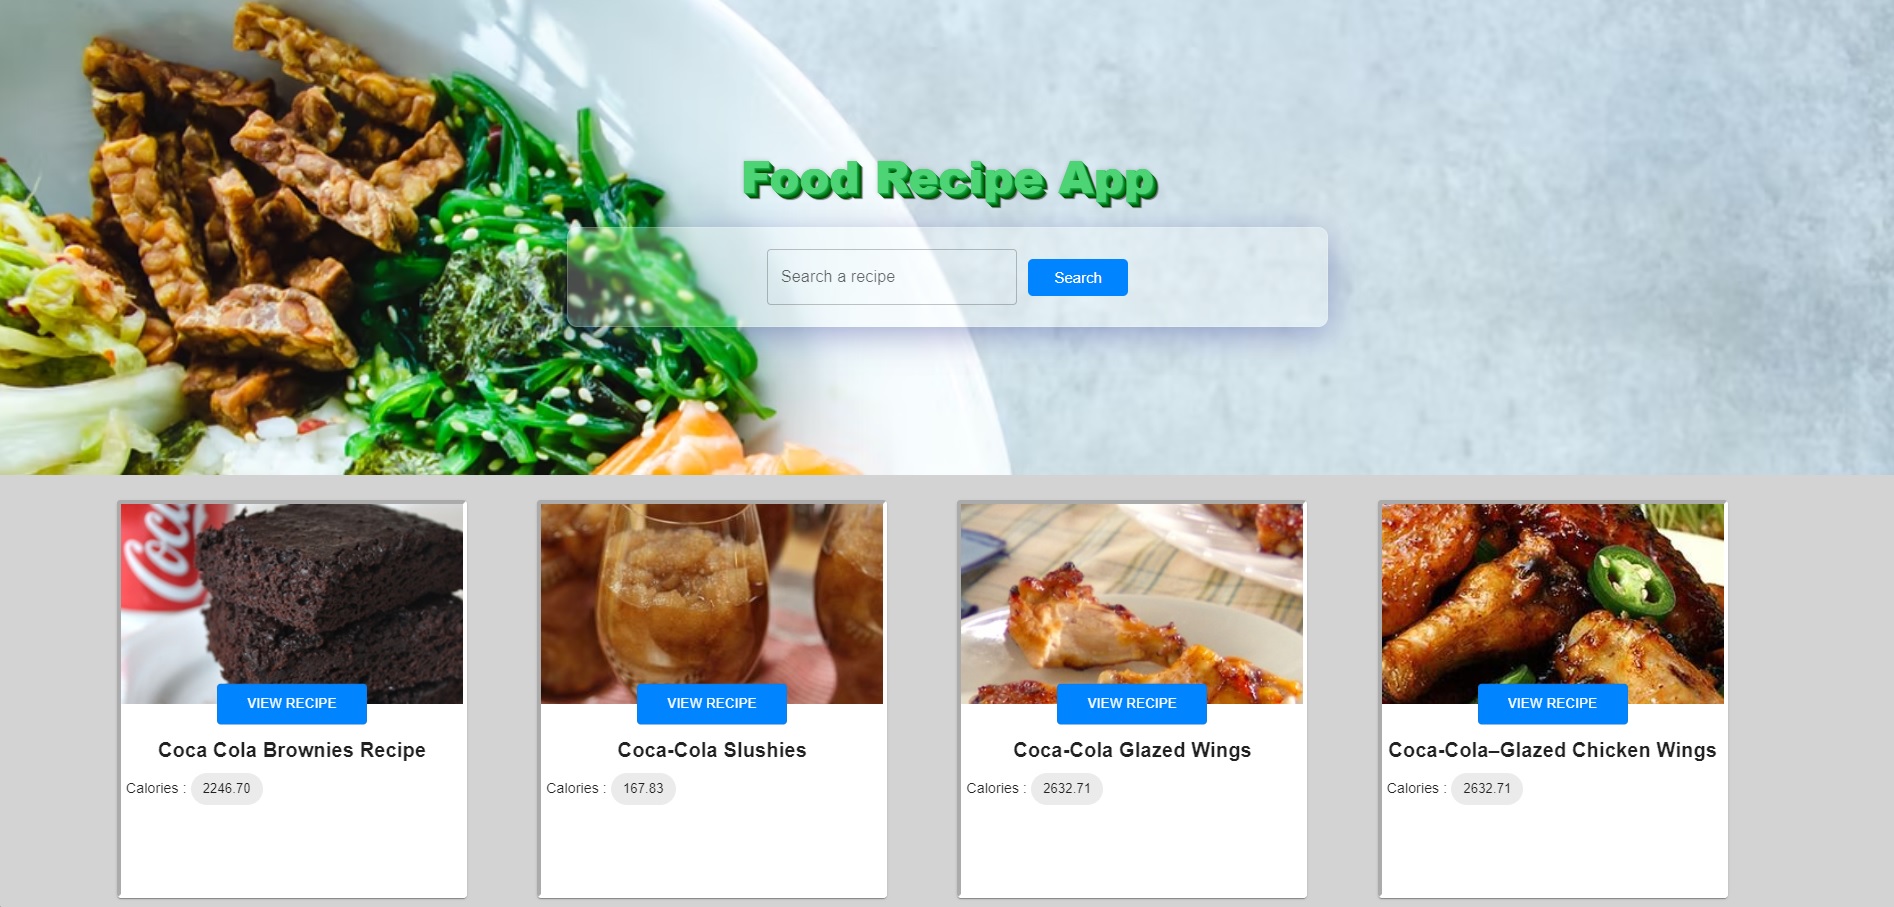 Food Recipe App
Search a recipe
Search
Coca
VIEW RECIPE
Coca Cola Brownies Recipe
Calories : 2246.70
VIEW RECIPE
Coca-Cola Slushies
Calories : 167.83
VIEW RECIPE
Coca-Cola Glazed Wings
Calories : 2632.71
VIEW RECIPE
Coca-Cola–Glazed Chicken Wings
Calories : 2632.71